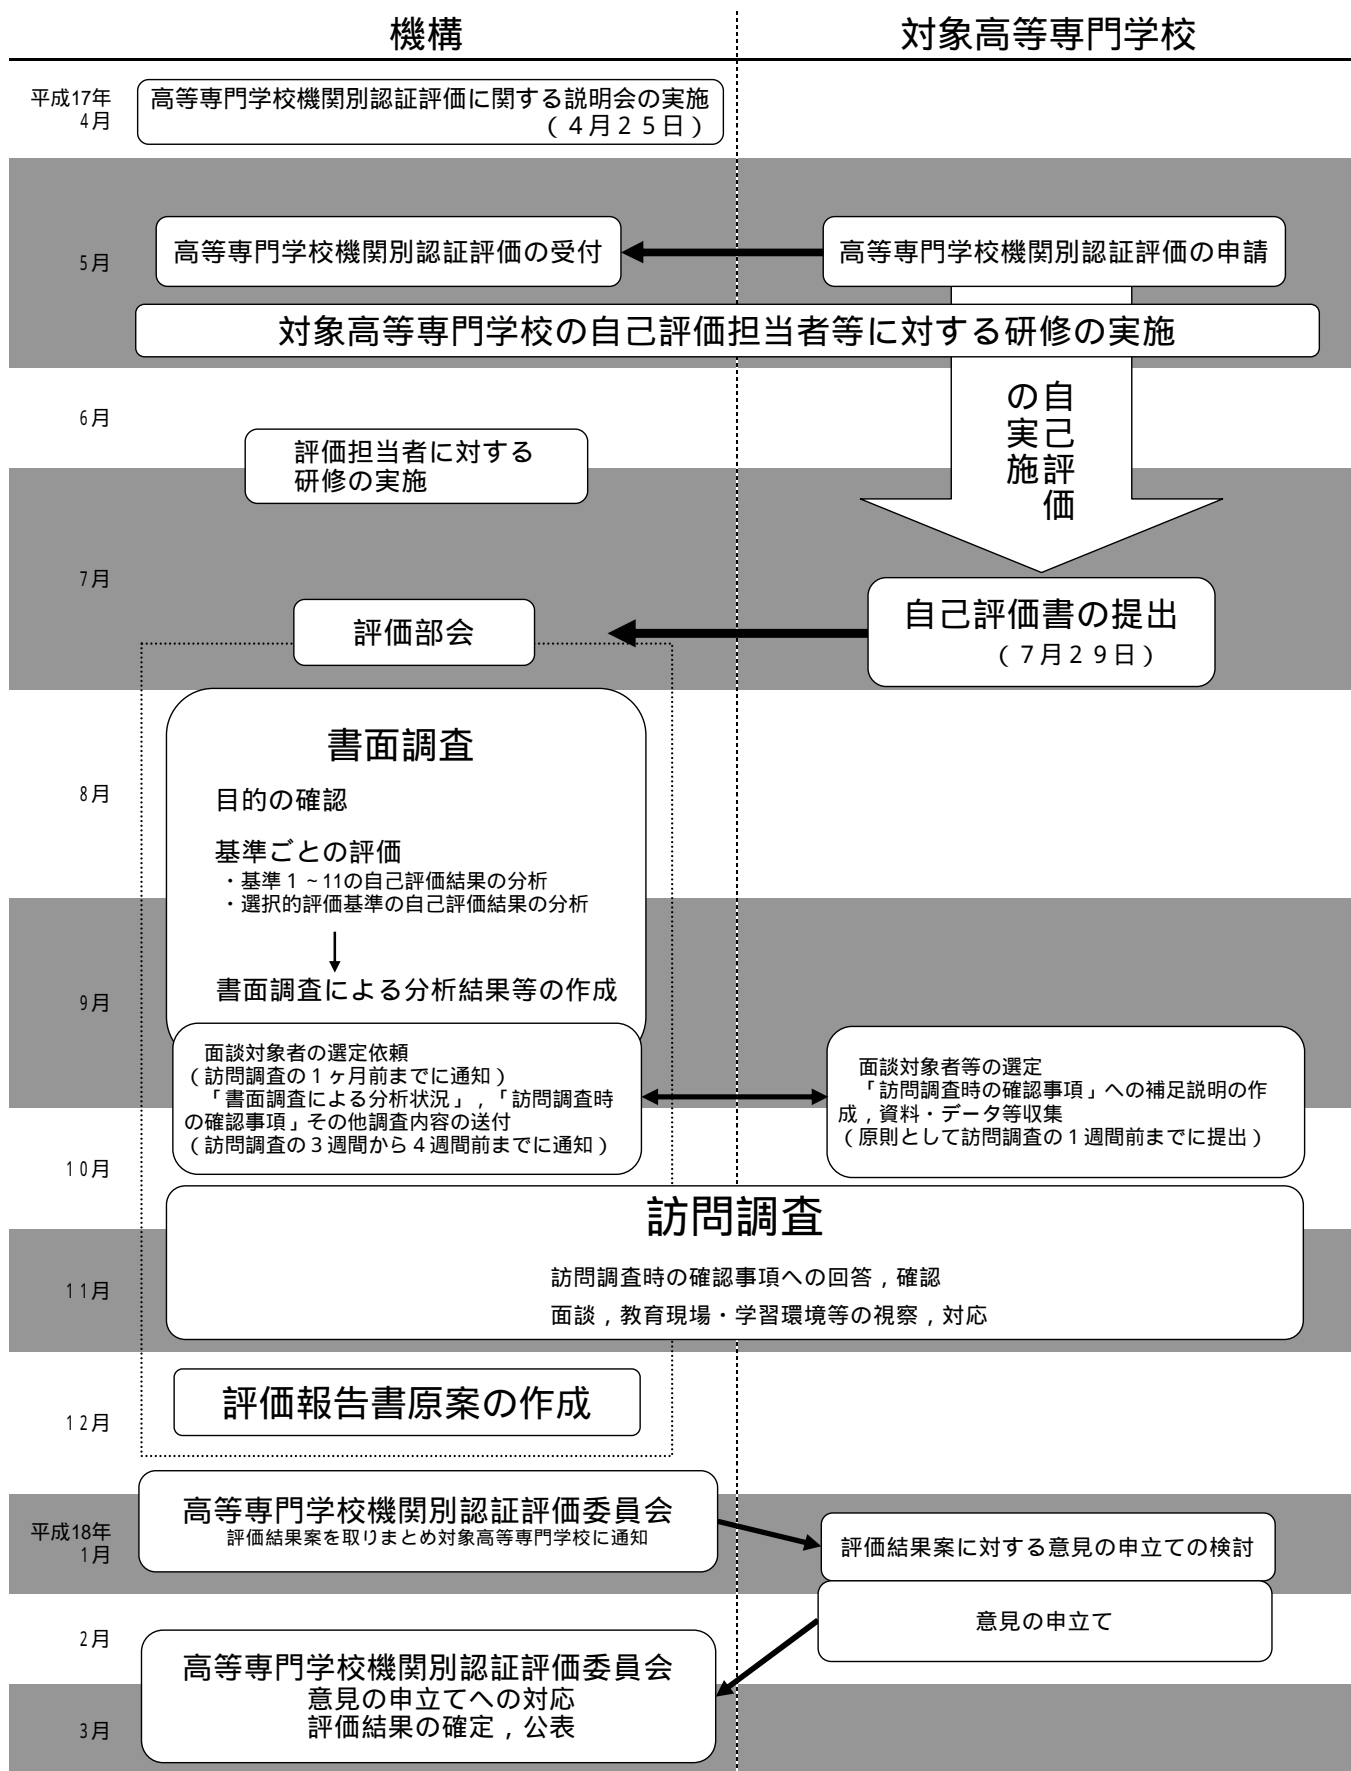 機構
対象高等専門学校
平成17年
4月
高等専門学校機関別認証評価に関する説明会の実施
（４月２５日）
5月
高等専門学校機関別認証評価の受付
高等専門学校機関別認証評価の申請
対象高等専門学校の自己評価担当者等に対する研修の実施
自己評価
の実施
6月
評価担当者に対する
研修の実施
7月
評価部会
自己評価書の提出
（７月２９日）
書面調査
8月
目的の確認
基準ごとの評価
・基準１~11の自己評価結果の分析
・選択的評価基準の自己評価結果の分析
9月
書面調査による分析結果等の作成
面談対象者の選定依頼
（訪問調査の１ヶ月前までに通知）
「書面調査による分析状況」，「訪問調査時
の確認事項」その他調査内容の送付
（訪問調査の３週間から４週間前までに通知）
面談対象者等の選定
「訪問調査時の確認事項」への補足説明の作
成，資料・データ等収集
（原則として訪問調査の１週間前までに提出）
10月
訪問調査
11月
訪問調査時の確認事項への回答，確認
面談，教育現場・学習環境等の視察，対応
12月
評価報告書原案の作成
平成18年
1月
高等専門学校機関別認証評価委員会
評価結果案を取りまとめ対象高等専門学校に通知
評価結果案に対する意見の申立ての検討
意見の申立て
2月
高等専門学校機関別認証評価委員会
意見の申立てへの対応
評価結果の確定，公表
3月